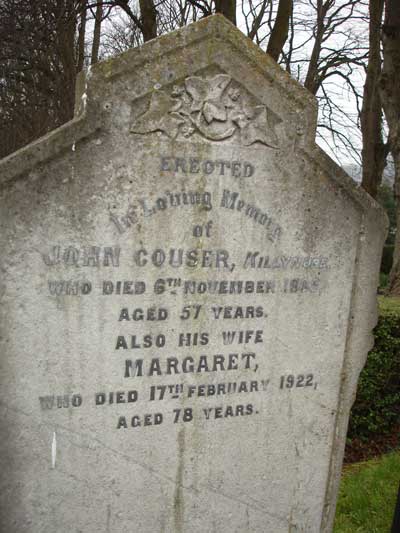 ERECTED
In Loving Memory
of
JOHN COUSER,
WHO DIED 6TH NOVEMBER
AGED 57 YEARS.
ALSO HIS WIFE
MARGARET,
WHO DIED 17TH FEBRUARY 1922,
AGED 78 YEARS.